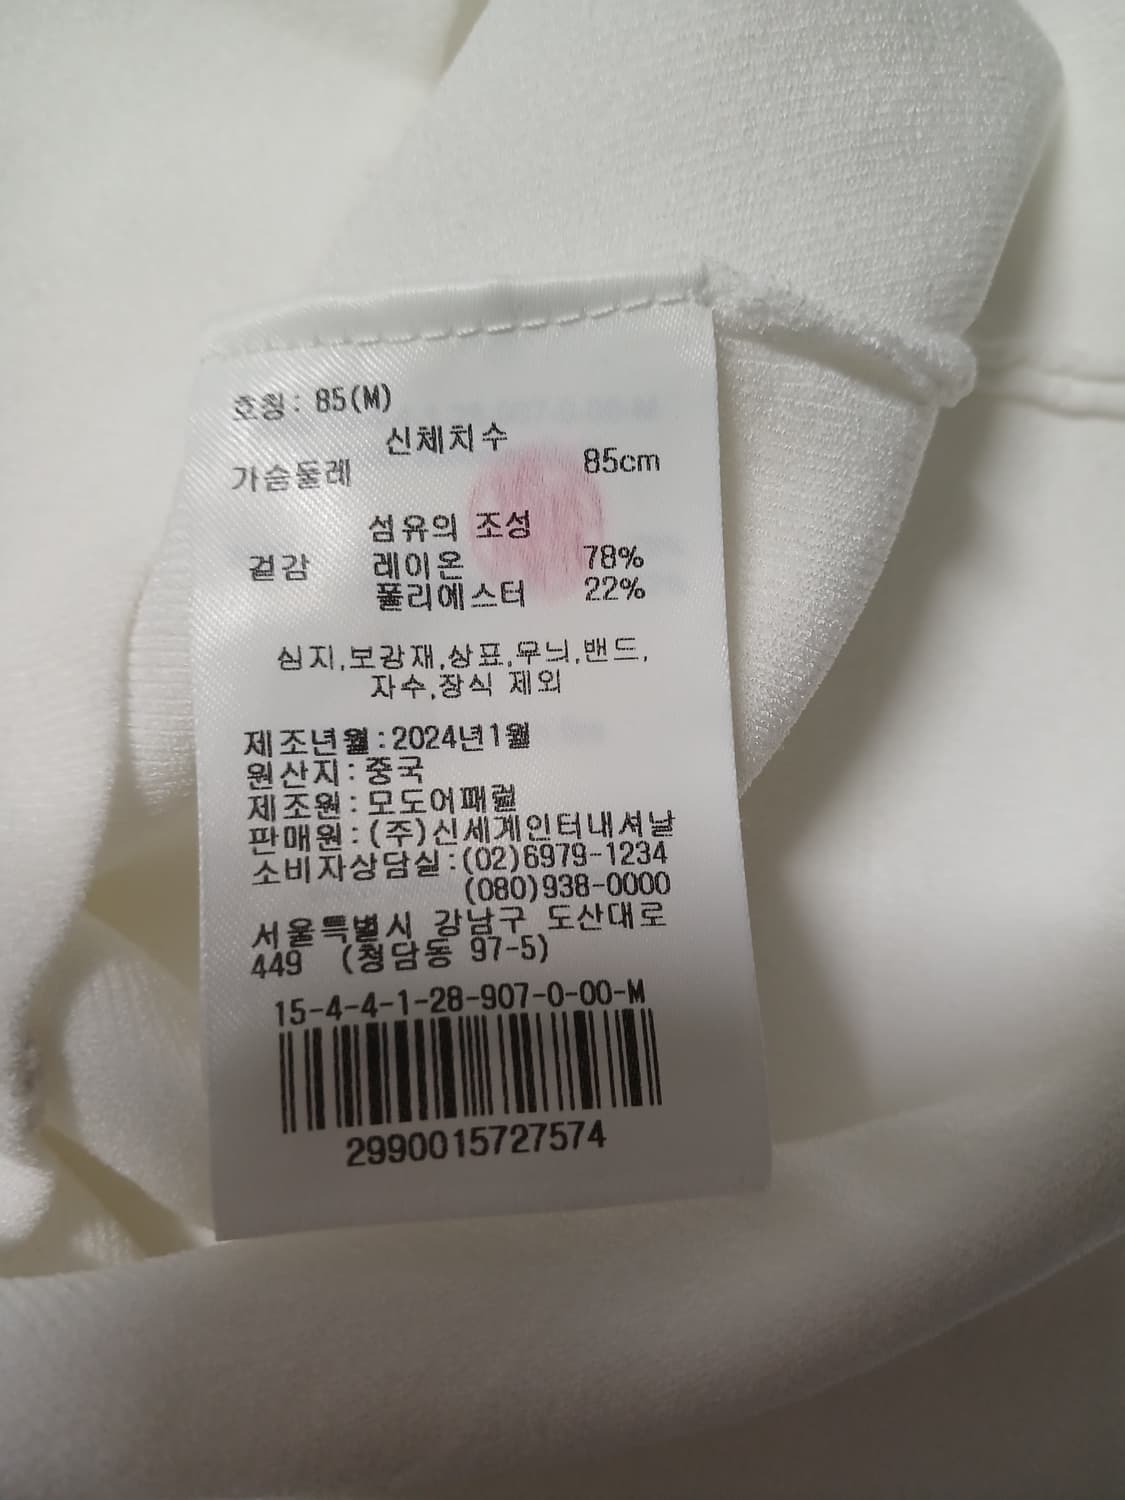 호칭: 85(M)
신체치수
가슴둘레 85cm
섬유의 조성
겉감 레이온 78%
폴리에스터 22%
심지,보강재,상표,무늬,밴드,
자수,장식 제외
제조년월:2024년1월
원산지:중국
제조원:모도어패럴
판매원:(주)신세계인터내셔날
소비자상담실:(02)6979-1234
(080)938-0000
서울특별시 강남구 도산대로
449 (청담동 97-5)
15-4-4-1-28-907-0-00-M
2990015727574